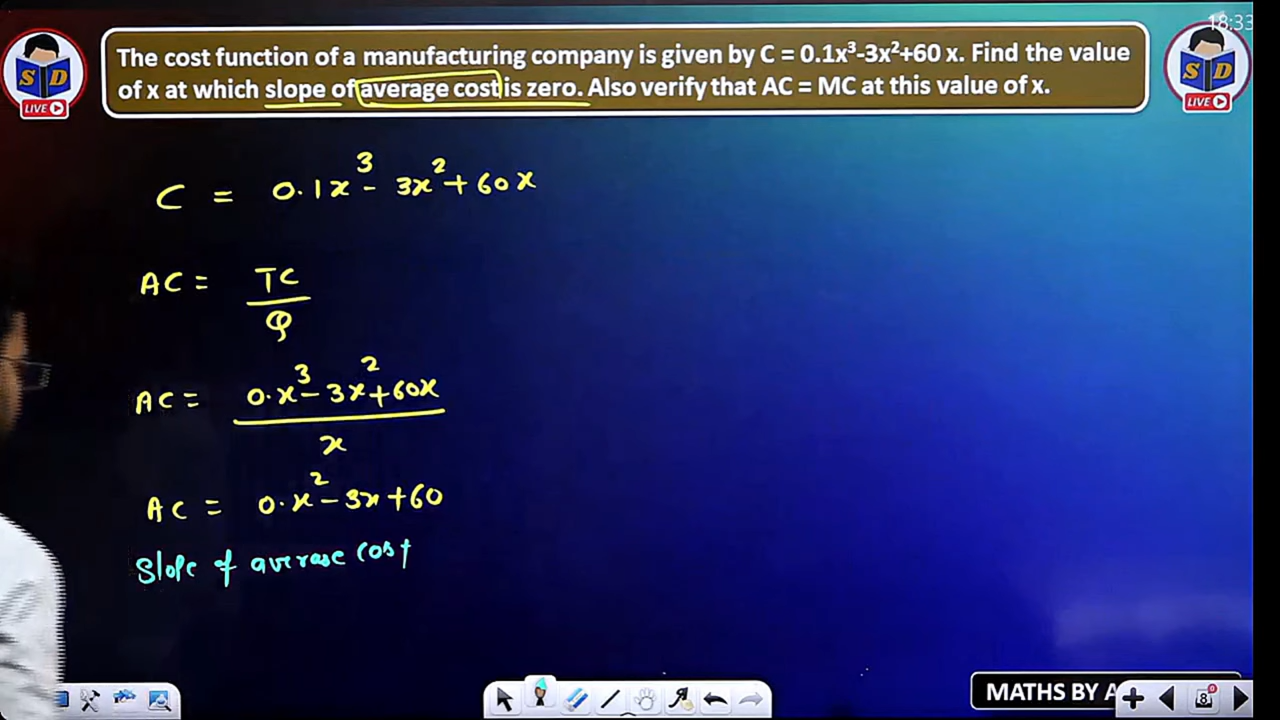 18:33
The cost function of a manufacturing company is given by C = 0.1x³-3x²+60 x. Find the value
of x at which slope of average cost is zero. Also verify that AC = MC at this value of x.
S D
LIVE
S D
LIVE
C = 0.1x³ - 3x² + 60x
AC = TC
Q
AC = 0.x³ - 3x² + 60x
x
AC = 0.x² - 3x + 60
Slope of average cost
MATHS BY A
8